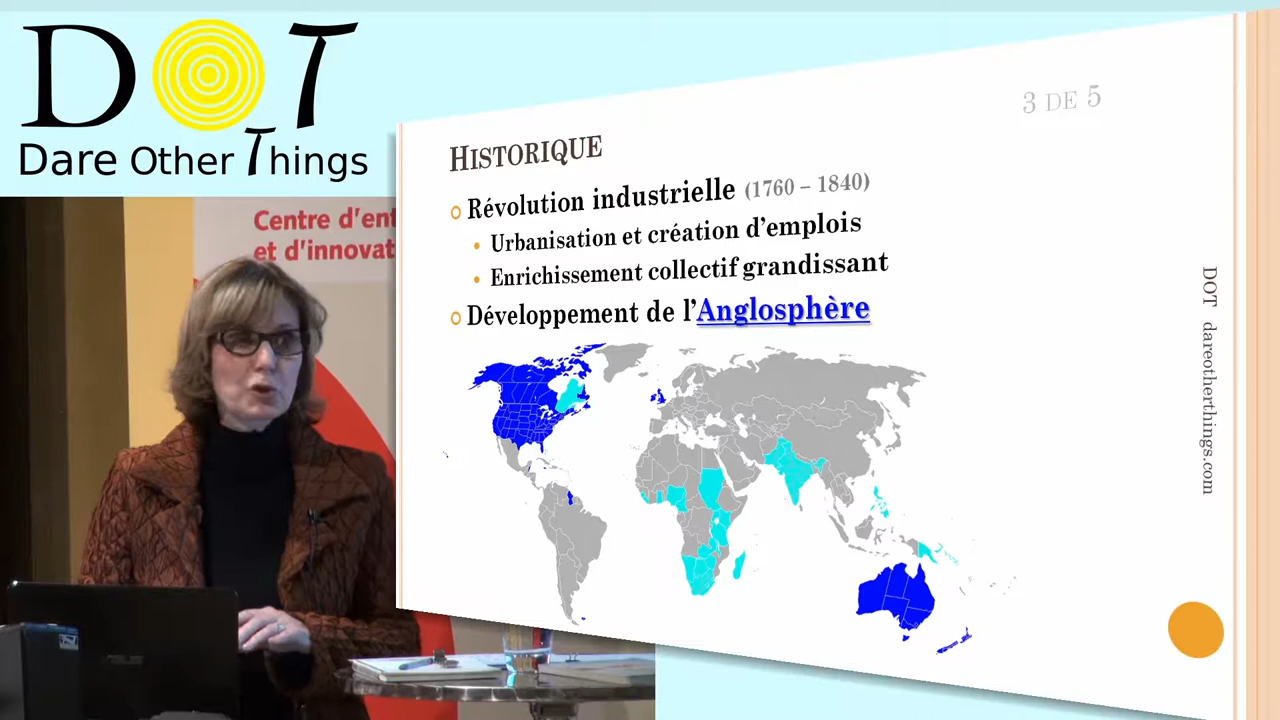 DOT
Dare Other Things
Centre d'ent
et d'innovat
3 DE 5
HISTORIQUE
Révolution industrielle (1760 – 1840)
Urbanisation et création d'emplois
Enrichissement collectif grandissant
Développement de l'Anglosphère
DOT dareotherthings.com
ASUS